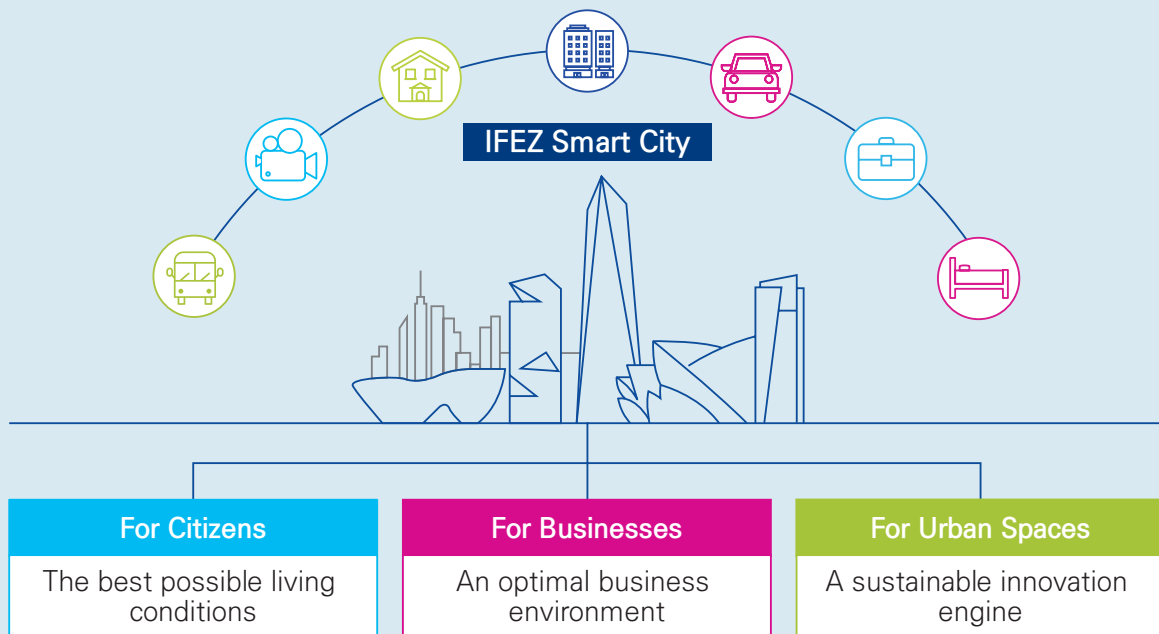 IFEZ Smart City
For Citizens
The best possible living
conditions
For Businesses
An optimal business
environment
For Urban Spaces
A sustainable innovation
engine